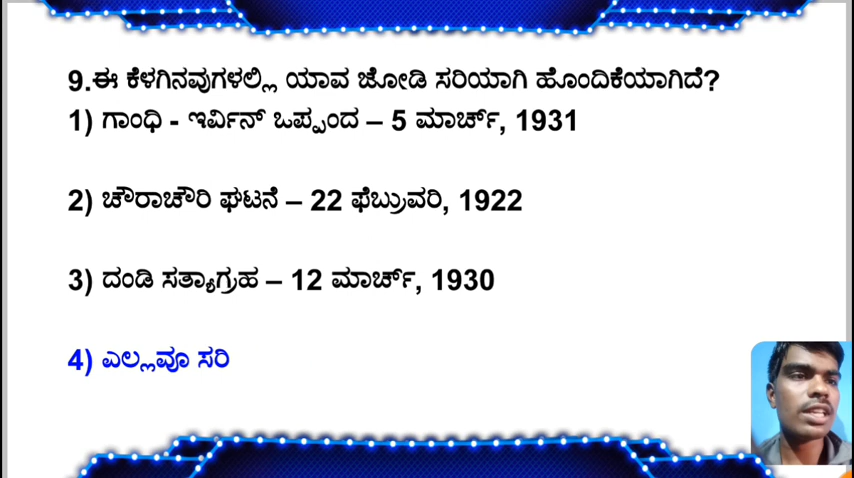 9.ಈ ಕೆಳಗಿನವುಗಳಲ್ಲಿ ಯಾವ ಜೋಡಿ ಸರಿಯಾಗಿ ಹೊಂದಿಕೆಯಾಗಿದೆ?
1) ಗಾಂಧಿ - ಇರ್ವಿನ್ ಒಪ್ಪಂದ – 5 ಮಾರ್ಚ್, 1931
2) ಚೌರಾಚೌರಿ ಘಟನೆ – 22 ಫೆಬ್ರುವರಿ, 1922
3) ದಂಡಿ ಸತ್ಯಾಗ್ರಹ – 12 ಮಾರ್ಚ್, 1930
4) ಎಲ್ಲವೂ ಸರಿ